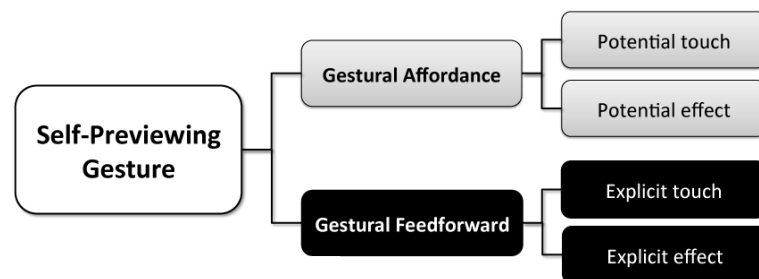 Self-Previewing
Gesture
Gestural Affordance
Potential touch
Potential effect
Gestural Feedforward
Explicit touch
Explicit effect